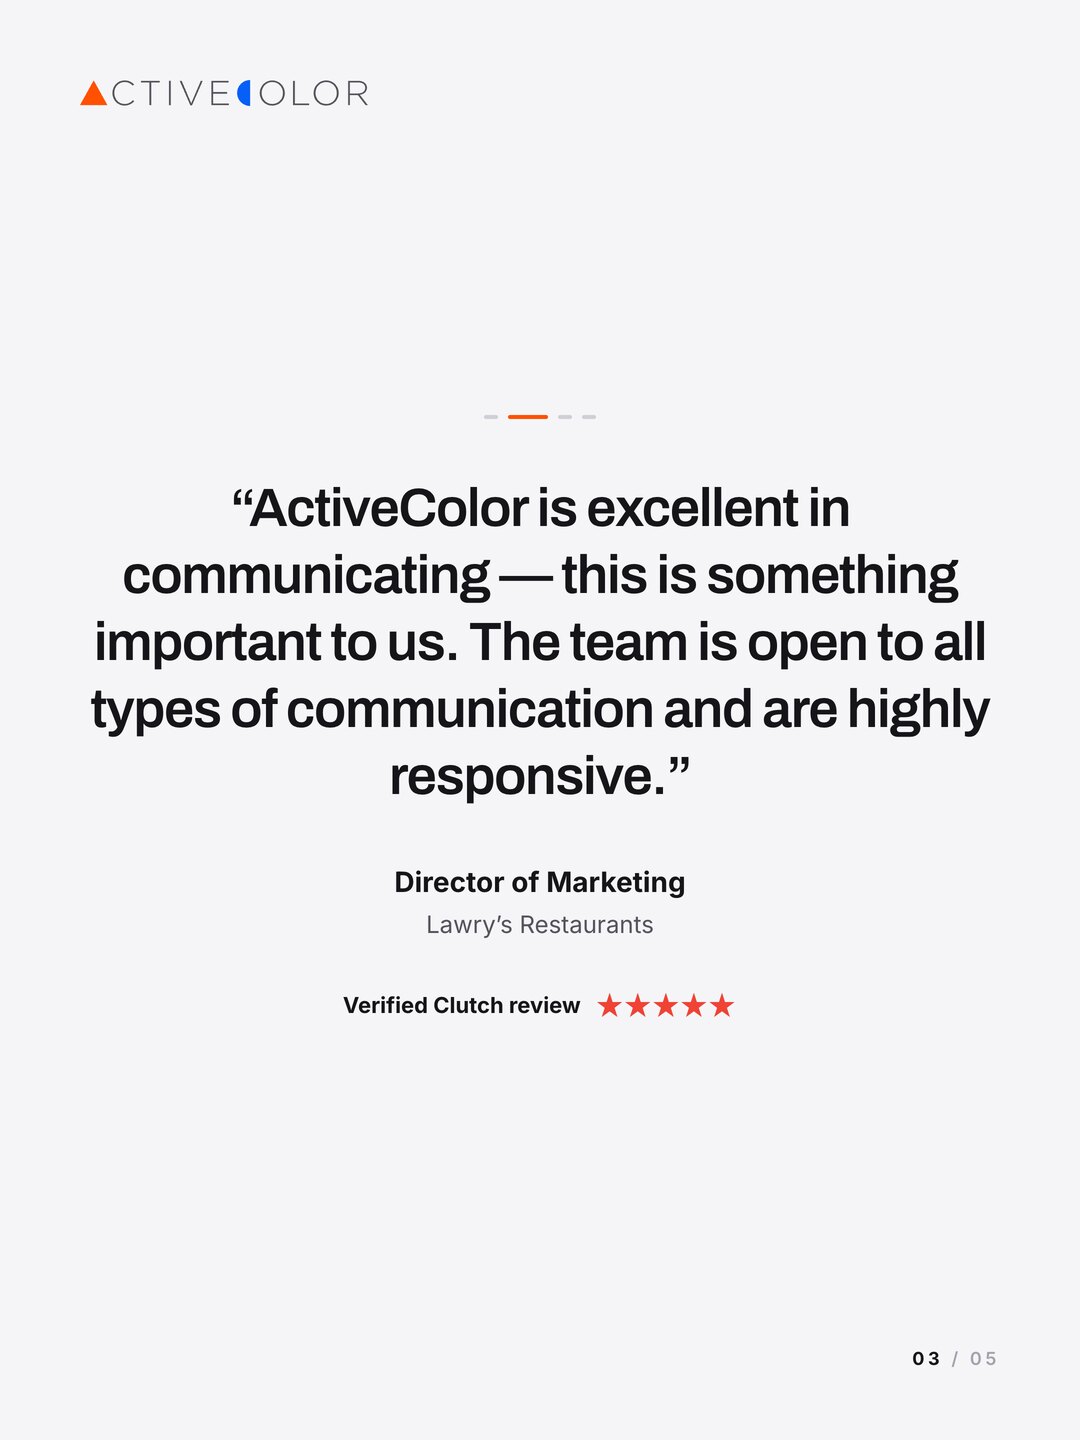 ACTIVECOLOR
“ActiveColor is excellent in
communicating — this is something
important to us. The team is open to all
types of communication and are highly
responsive.”
Director of Marketing
Lawry’s Restaurants
Verified Clutch review ★★★★★
03 / 05